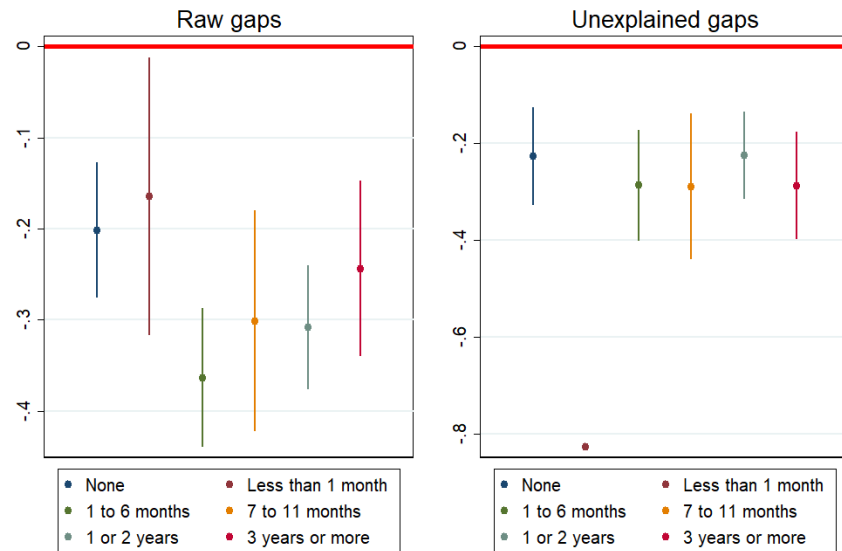 Raw gaps
0
-.1
-.2
-.3
-.4
None
Less than 1 month
1 to 6 months
7 to 11 months
1 or 2 years
3 years or more
Unexplained gaps
0
-.2
-.4
-.6
-.8
None
Less than 1 month
1 to 6 months
7 to 11 months
1 or 2 years
3 years or more